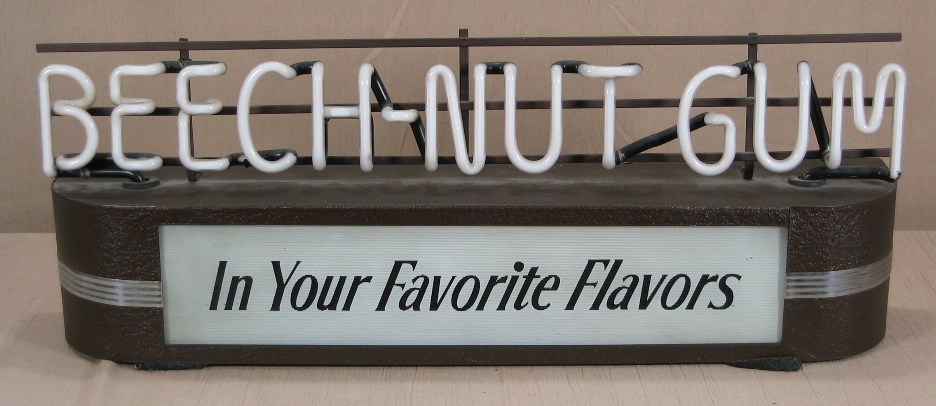 BEECH-NUT GUM
In Your Favorite Flavors